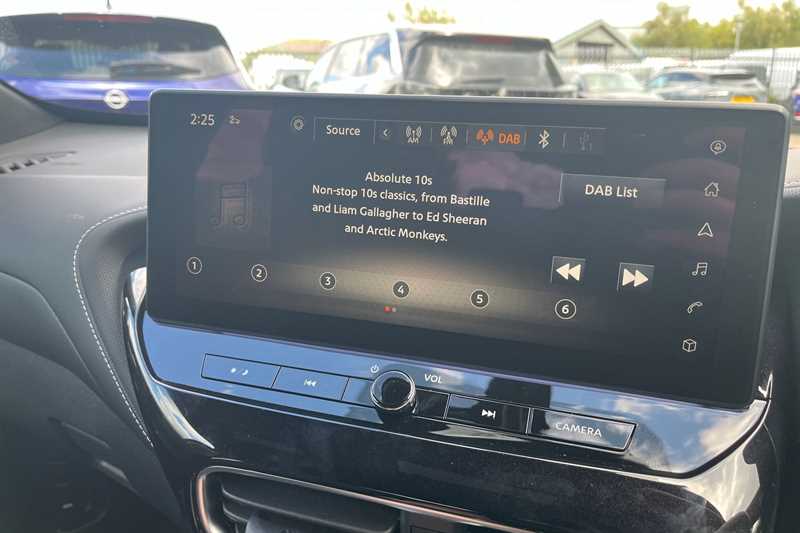 2:25
Source
AM
FM
DAB
Absolute 10s
Non-stop 10s classics, from Bastille
and Liam Gallagher to Ed Sheeran
and Arctic Monkeys.
DAB List
1
2
3
4
5
6
VOL
CAMERA